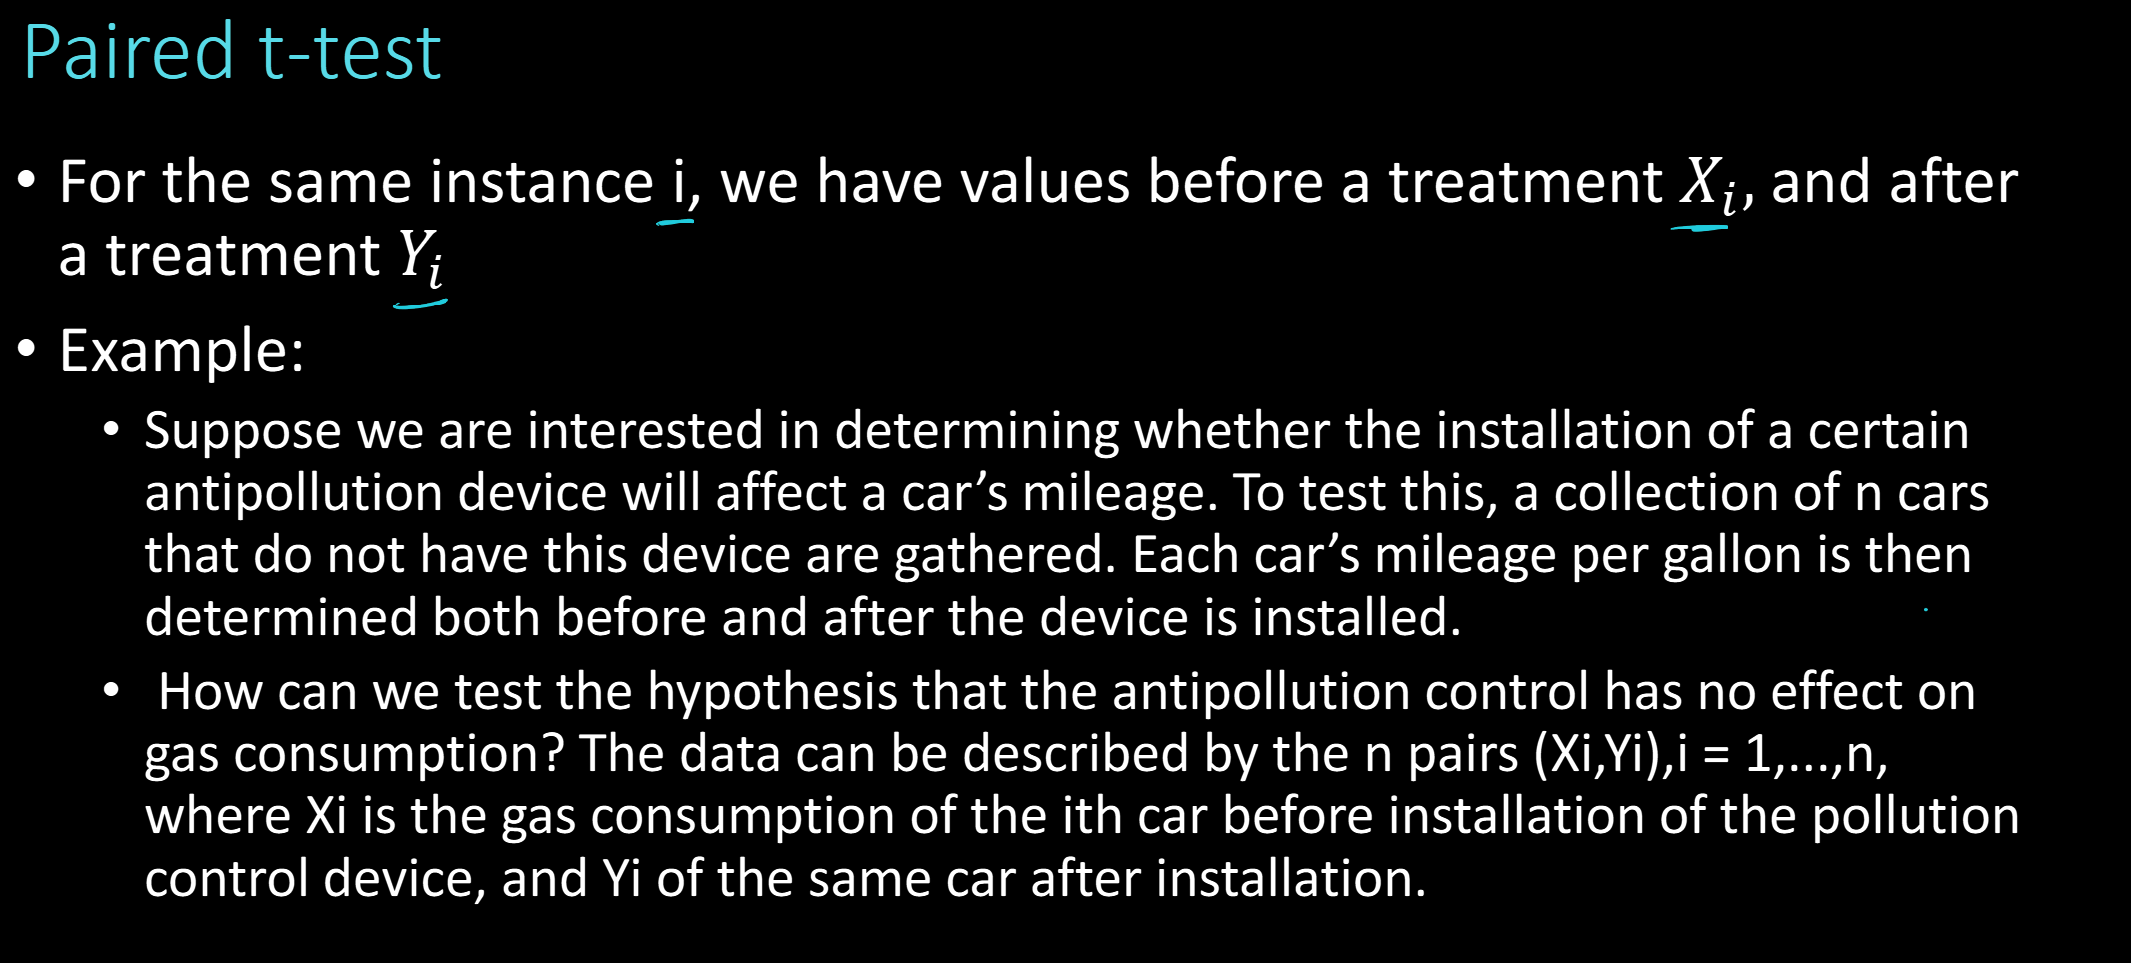 Paired t-test
• For the same instance i, we have values before a treatment Xᵢ, and after
a treatment Yᵢ
• Example:
• Suppose we are interested in determining whether the installation of a certain
antipollution device will affect a car’s mileage. To test this, a collection of n cars
that do not have this device are gathered. Each car’s mileage per gallon is then
determined both before and after the device is installed.
• How can we test the hypothesis that the antipollution control has no effect on
gas consumption? The data can be described by the n pairs (Xi,Yi),i = 1,...,n,
where Xi is the gas consumption of the ith car before installation of the pollution
control device, and Yi of the same car after installation.